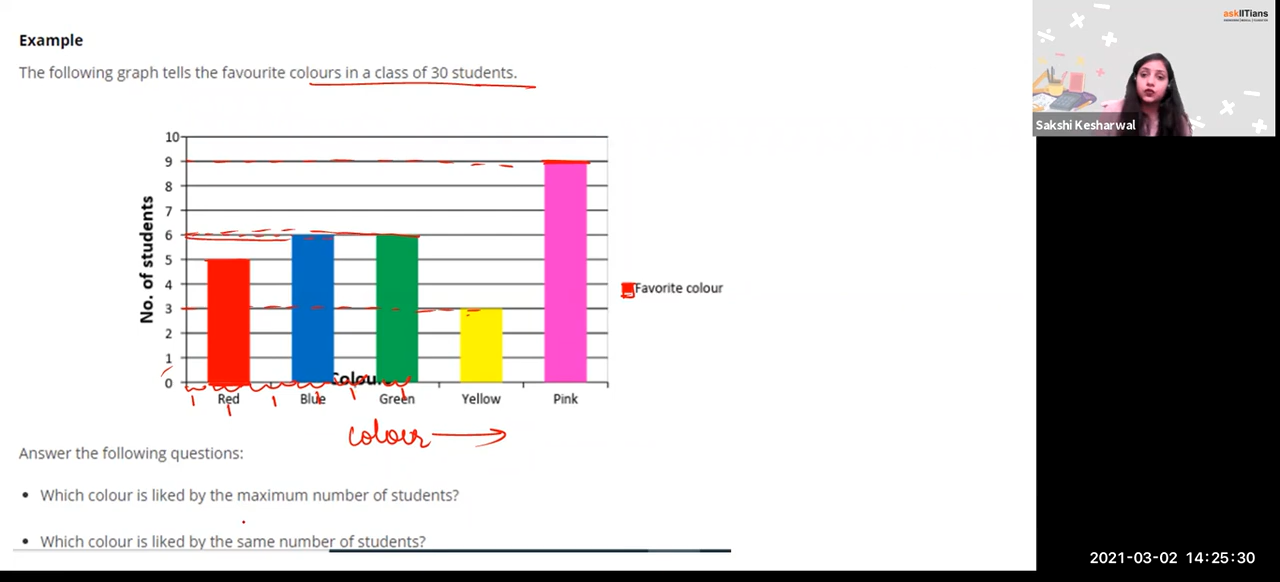 askIITians
Example
The following graph tells the favourite colours in a class of 30 students.
Sakshi Kesharwal
10
9
8
7
6
5
4
3
2
1
0
No. of students
Favorite colour
Colour
Red Blue Green Yellow Pink
colour
Answer the following questions:
• Which colour is liked by the maximum number of students?
• Which colour is liked by the same number of students?
2021-03-02 14:25:30